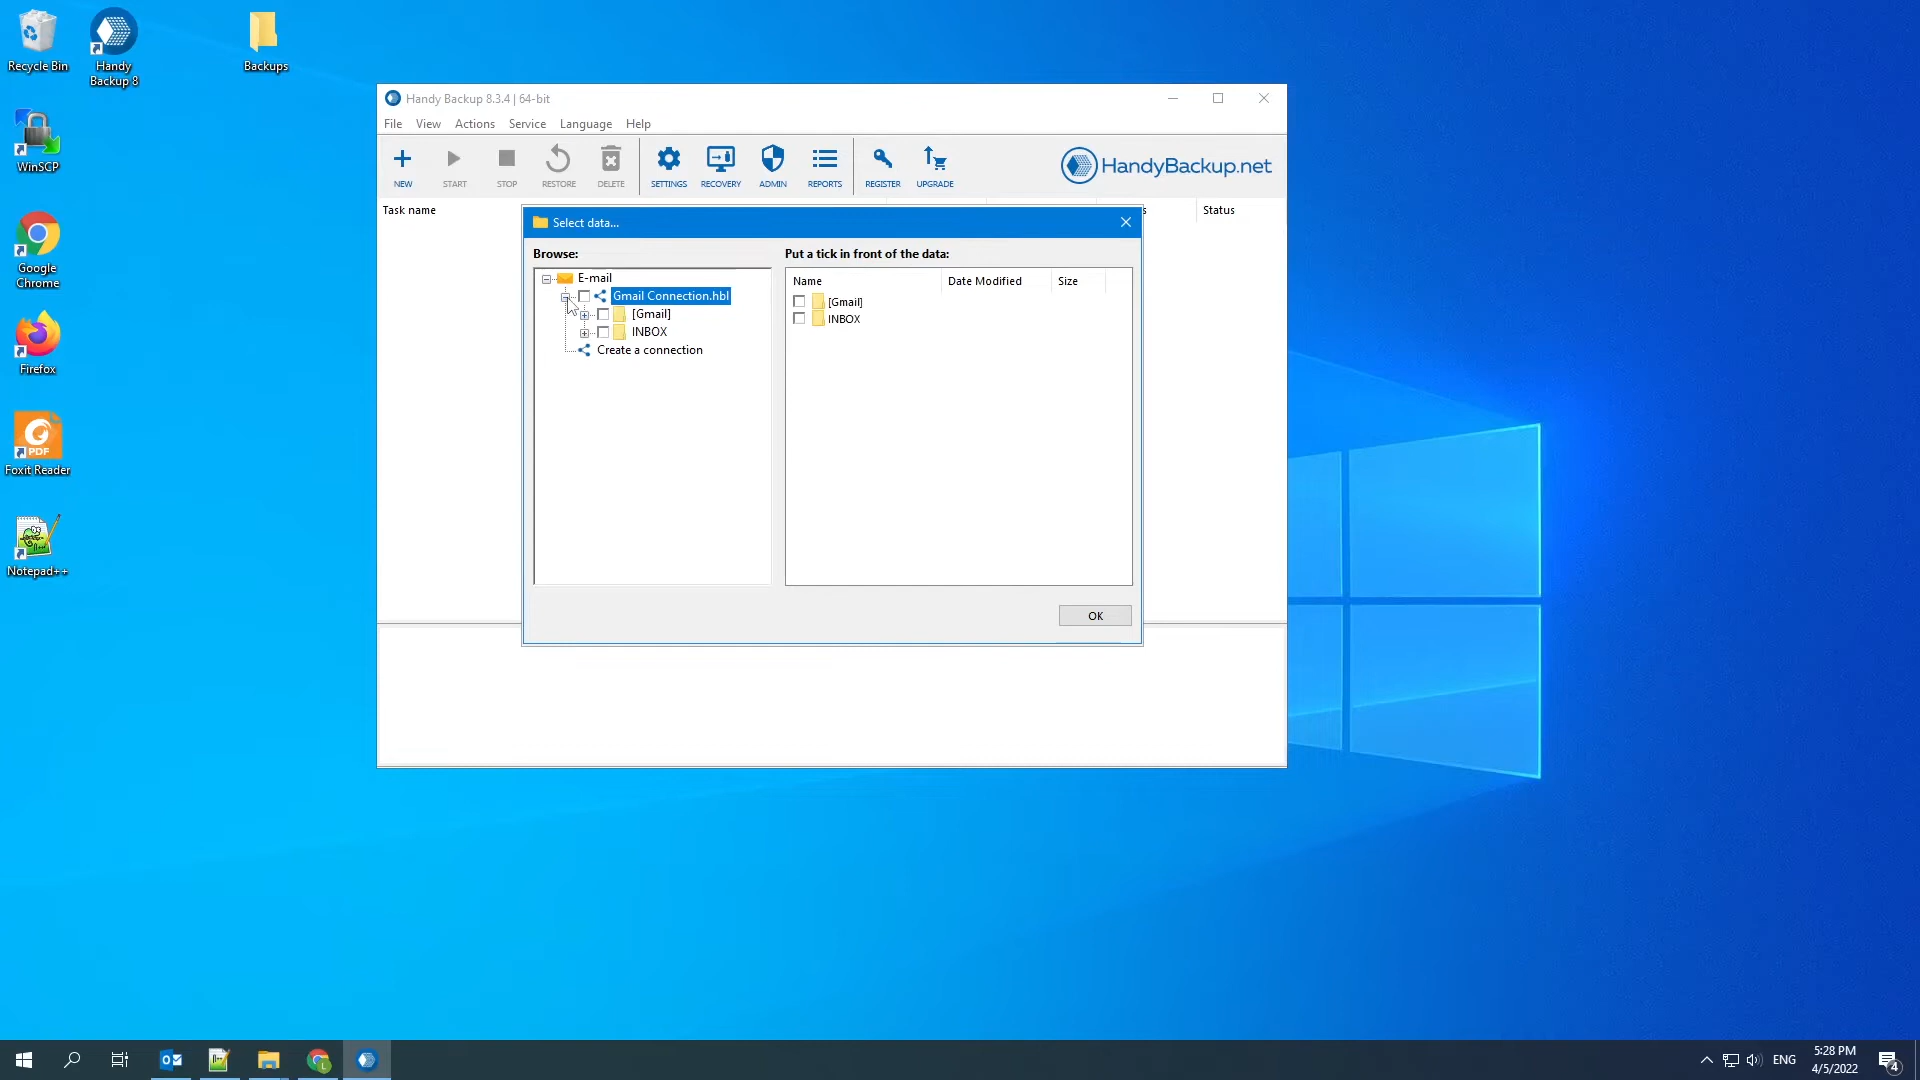 Recycle Bin
Handy
Backup 8
Backups
WinSCP
Google
Chrome
Firefox
PDF
Foxit Reader
Notepad++
Handy Backup 8.3.4 | 64-bit
File View Actions Service Language Help
NEW START STOP RESTORE DELETE SETTINGS RECOVERY ADMIN REPORTS REGISTER UPGRADE
HandyBackup.net
Task name s Status
Select data...
Browse:
E-mail
Gmail Connection.hbl
[Gmail]
INBOX
Create a connection
Put a tick in front of the data:
Name Date Modified Size
[Gmail]
INBOX
OK
ENG
5:28 PM
4/5/2022
4